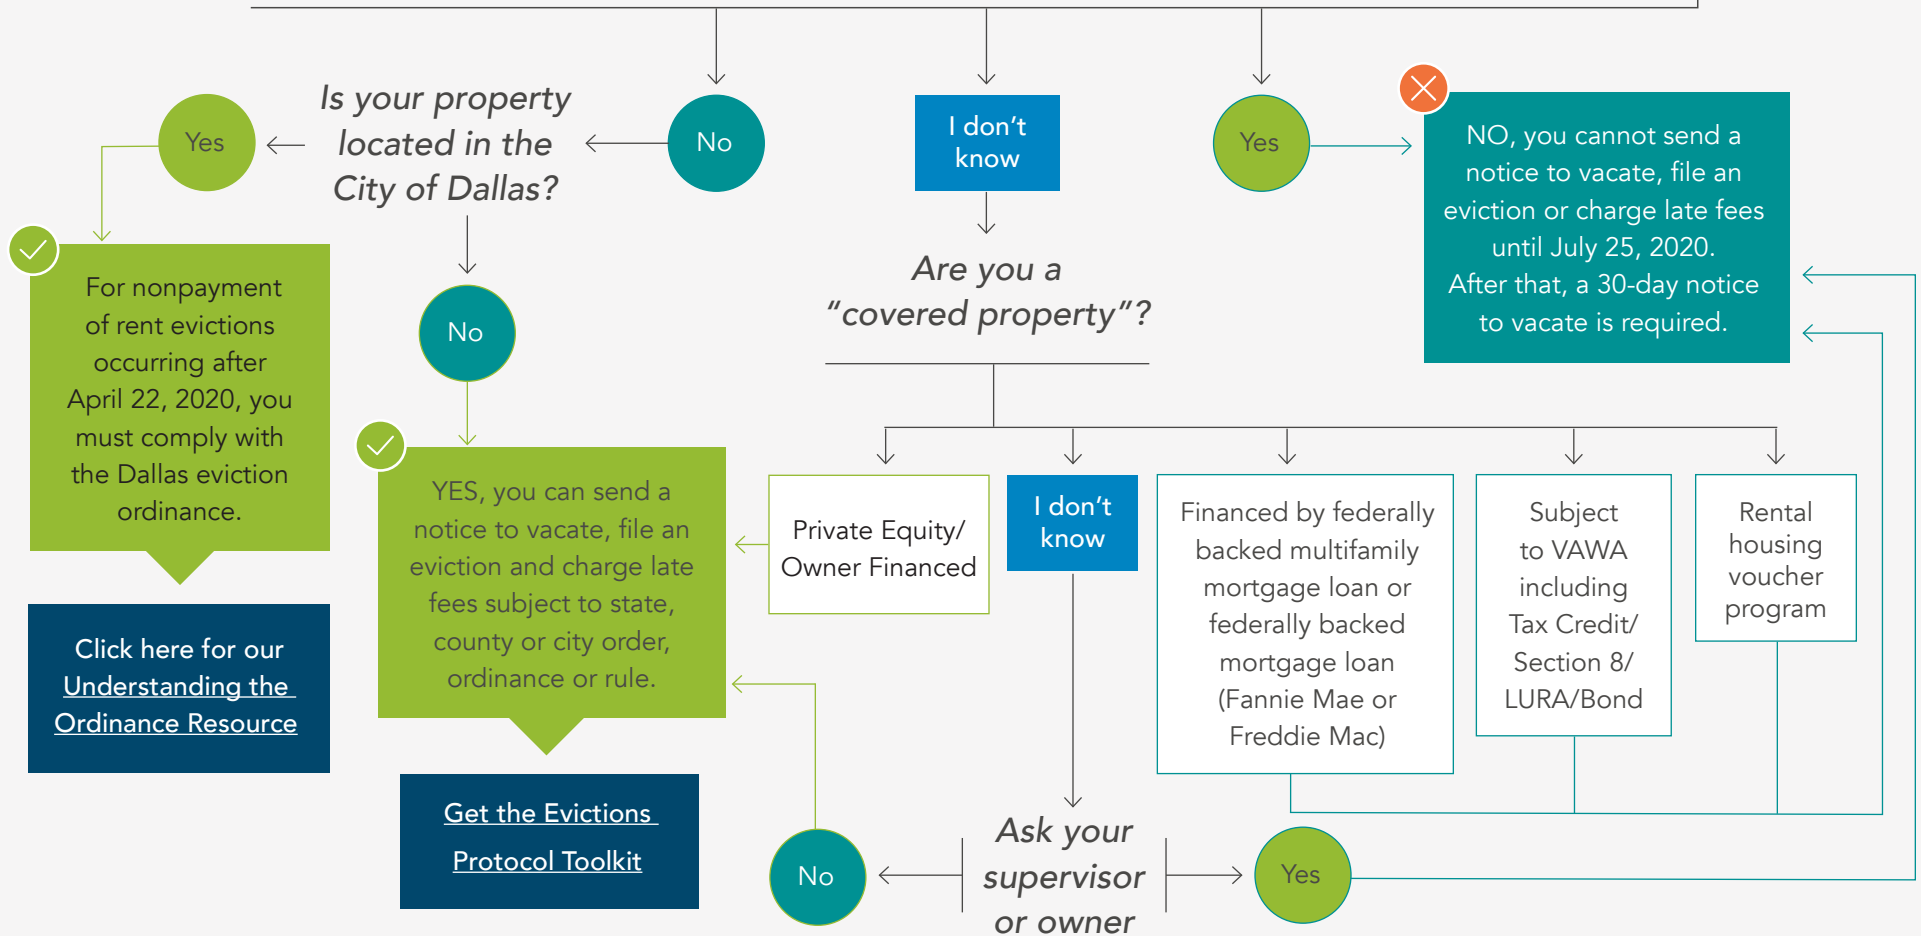 Is your property
located in the
City of Dallas?
Yes
No
I don't
know
Yes
NO, you cannot send a
notice to vacate, file an
eviction or charge late fees
until July 25, 2020.
After that, a 30-day notice
to vacate is required.
For nonpayment
of rent evictions
occurring after
April 22, 2020, you
must comply with
the Dallas eviction
ordinance.
No
Are you a
“covered property”?
Click here for our
Understanding the
Ordinance Resource
YES, you can send a
notice to vacate, file an
eviction and charge late
fees subject to state,
county or city order,
ordinance or rule.
Get the Evictions
Protocol Toolkit
Private Equity/
Owner Financed
I don't
know
Financed by federally
backed multifamily
mortgage loan or
federally backed
mortgage loan
(Fannie Mae or
Freddie Mac)
Subject
to VAWA
including
Tax Credit/
Section 8/
LURA/Bond
Rental
housing
voucher
program
No
Ask your
supervisor
or owner
Yes